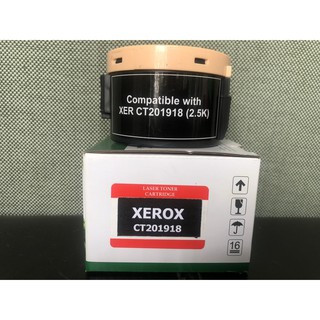 Compatible with
XER CT201918 (2.5K)
LASER TONER
CARTRIDGE
XEROX
CT201918
16